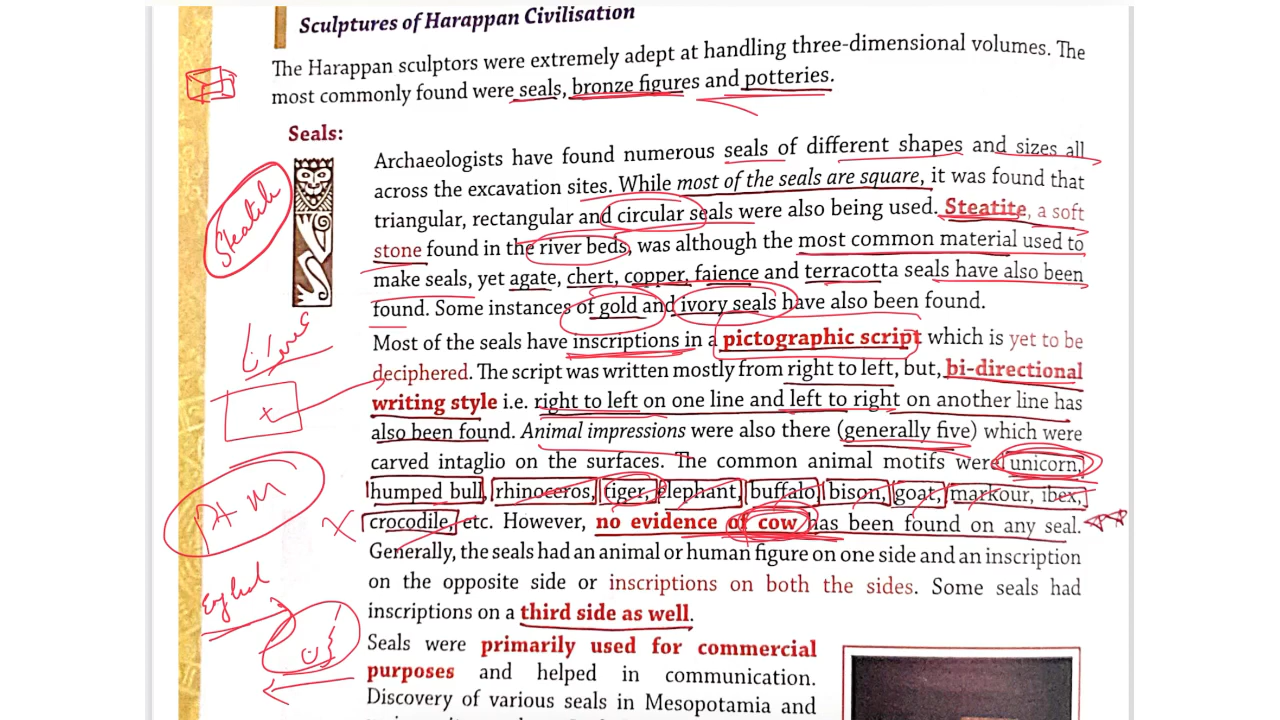 Sculptures of Harappan Civilisation
The Harappan sculptors were extremely adept at handling three-dimensional volumes. The
most commonly found were seals, bronze figures and potteries.
Seals:
Archaeologists have found numerous seals of different shapes and sizes all
across the excavation sites. While most of the seals are square, it was found that
triangular, rectangular and circular seals were also being used. Steatite, a soft
stone found in the river beds, was although the most common material used to
make seals, yet agate, chert, copper, faience and terracotta seals have also been
found. Some instances of gold and ivory seals have also been found.
Most of the seals have inscriptions in a pictographic script which is yet to be
deciphered. The script was written mostly from right to left, but, bi-directional
writing style i.e. right to left on one line and left to right on another line has
also been found. Animal impressions were also there (generally five) which were
carved intaglio on the surfaces. The common animal motifs were unicorn,
humped bull, rhinoceros, tiger, elephant, buffalo, bison, goat, markour, ibex,
crocodile, etc. However, no evidence of cow has been found on any seal.
Generally, the seals had an animal or human figure on one side and an inscription
on the opposite side or inscriptions on both the sides. Some seals had
inscriptions on a third side as well.
Seals were primarily used for commercial
purposes and helped in communication.
Discovery of various seals in Mesopotamia and
Steatite